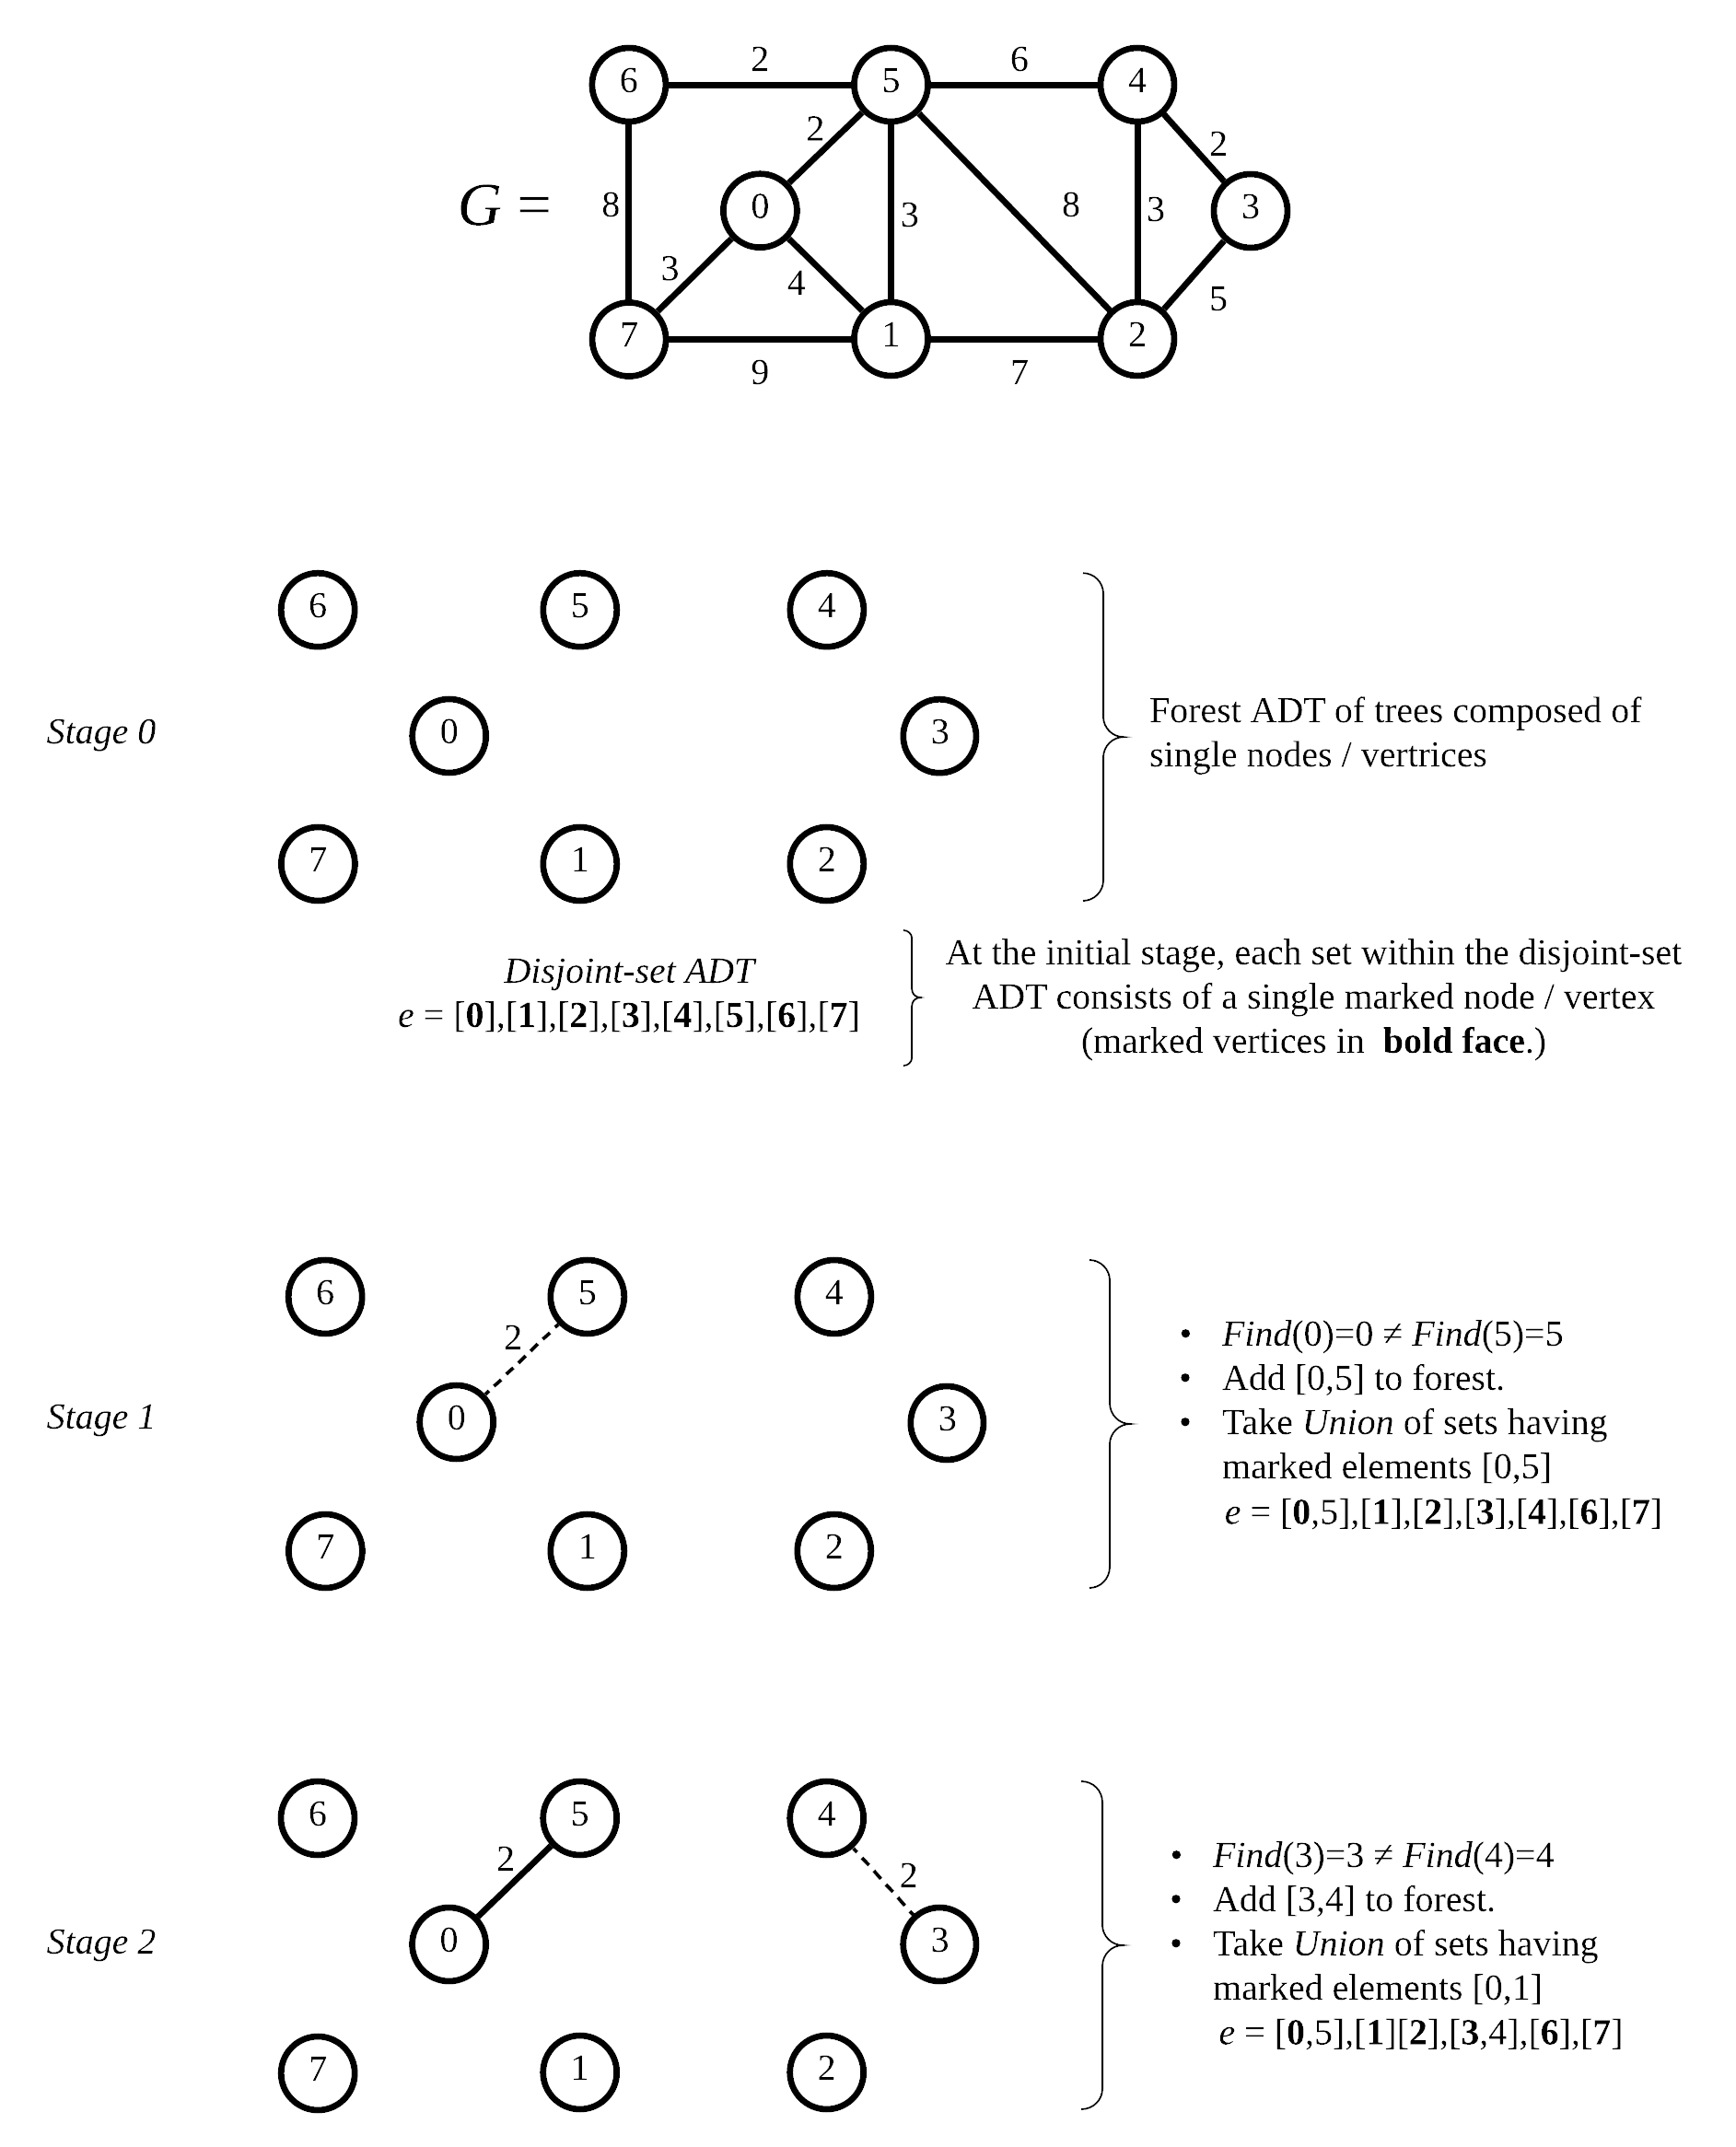 2
6
6
5
4
2
2
G =
8
0
3
8
3
3
3
4
5
7
1
2
9
7
6
5
4
Stage 0
0
3
Forest ADT of trees composed of
single nodes / vertrices
7
1
2
Disjoint-set ADT
e = [0],[1],[2],[3],[4],[5],[6],[7]
At the initial stage, each set within the disjoint-set
ADT consists of a single marked node / vertex
(marked vertices in bold face.)
6
5
4
2
Stage 1
0
3
7
1
2
• Find(0)=0 ≠ Find(5)=5
• Add [0,5] to forest.
• Take Union of sets having
marked elements [0,5]
e = [0,5],[1],[2],[3],[4],[6],[7]
6
5
4
2
2
Stage 2
0
3
7
1
2
• Find(3)=3 ≠ Find(4)=4
• Add [3,4] to forest.
• Take Union of sets having
marked elements [0,1]
e = [0,5],[1][2],[3,4],[6],[7]